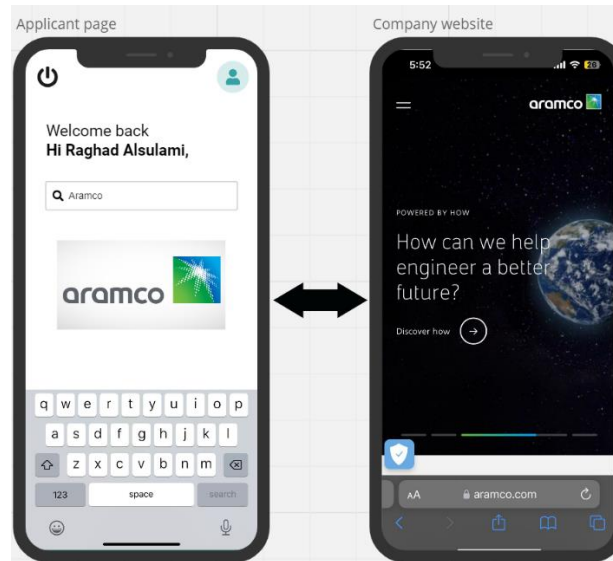 Applicant page
Welcome back
Hi Raghad Alsulami,
Aramco
aramco
q w e r t y u i o p
a s d f g h j k l
z x c v b n m
123 space search
Company website
5:52 20
aramco
POWERED BY HOW
How can we help
engineer a better
future?
Discover how
AA aramco.com